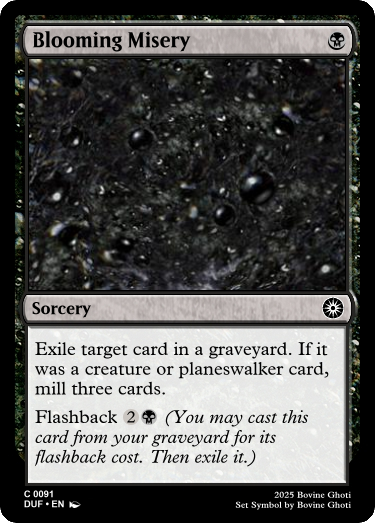 Blooming Misery
Sorcery
Exile target card in a graveyard. If it
was a creature or planeswalker card,
mill three cards.
Flashback 2 (You may cast this
card from your graveyard for its
flashback cost. Then exile it.)
C 0091
2025 Bovine Ghoti
DUF • EN
Set Symbol by Bovine Ghoti